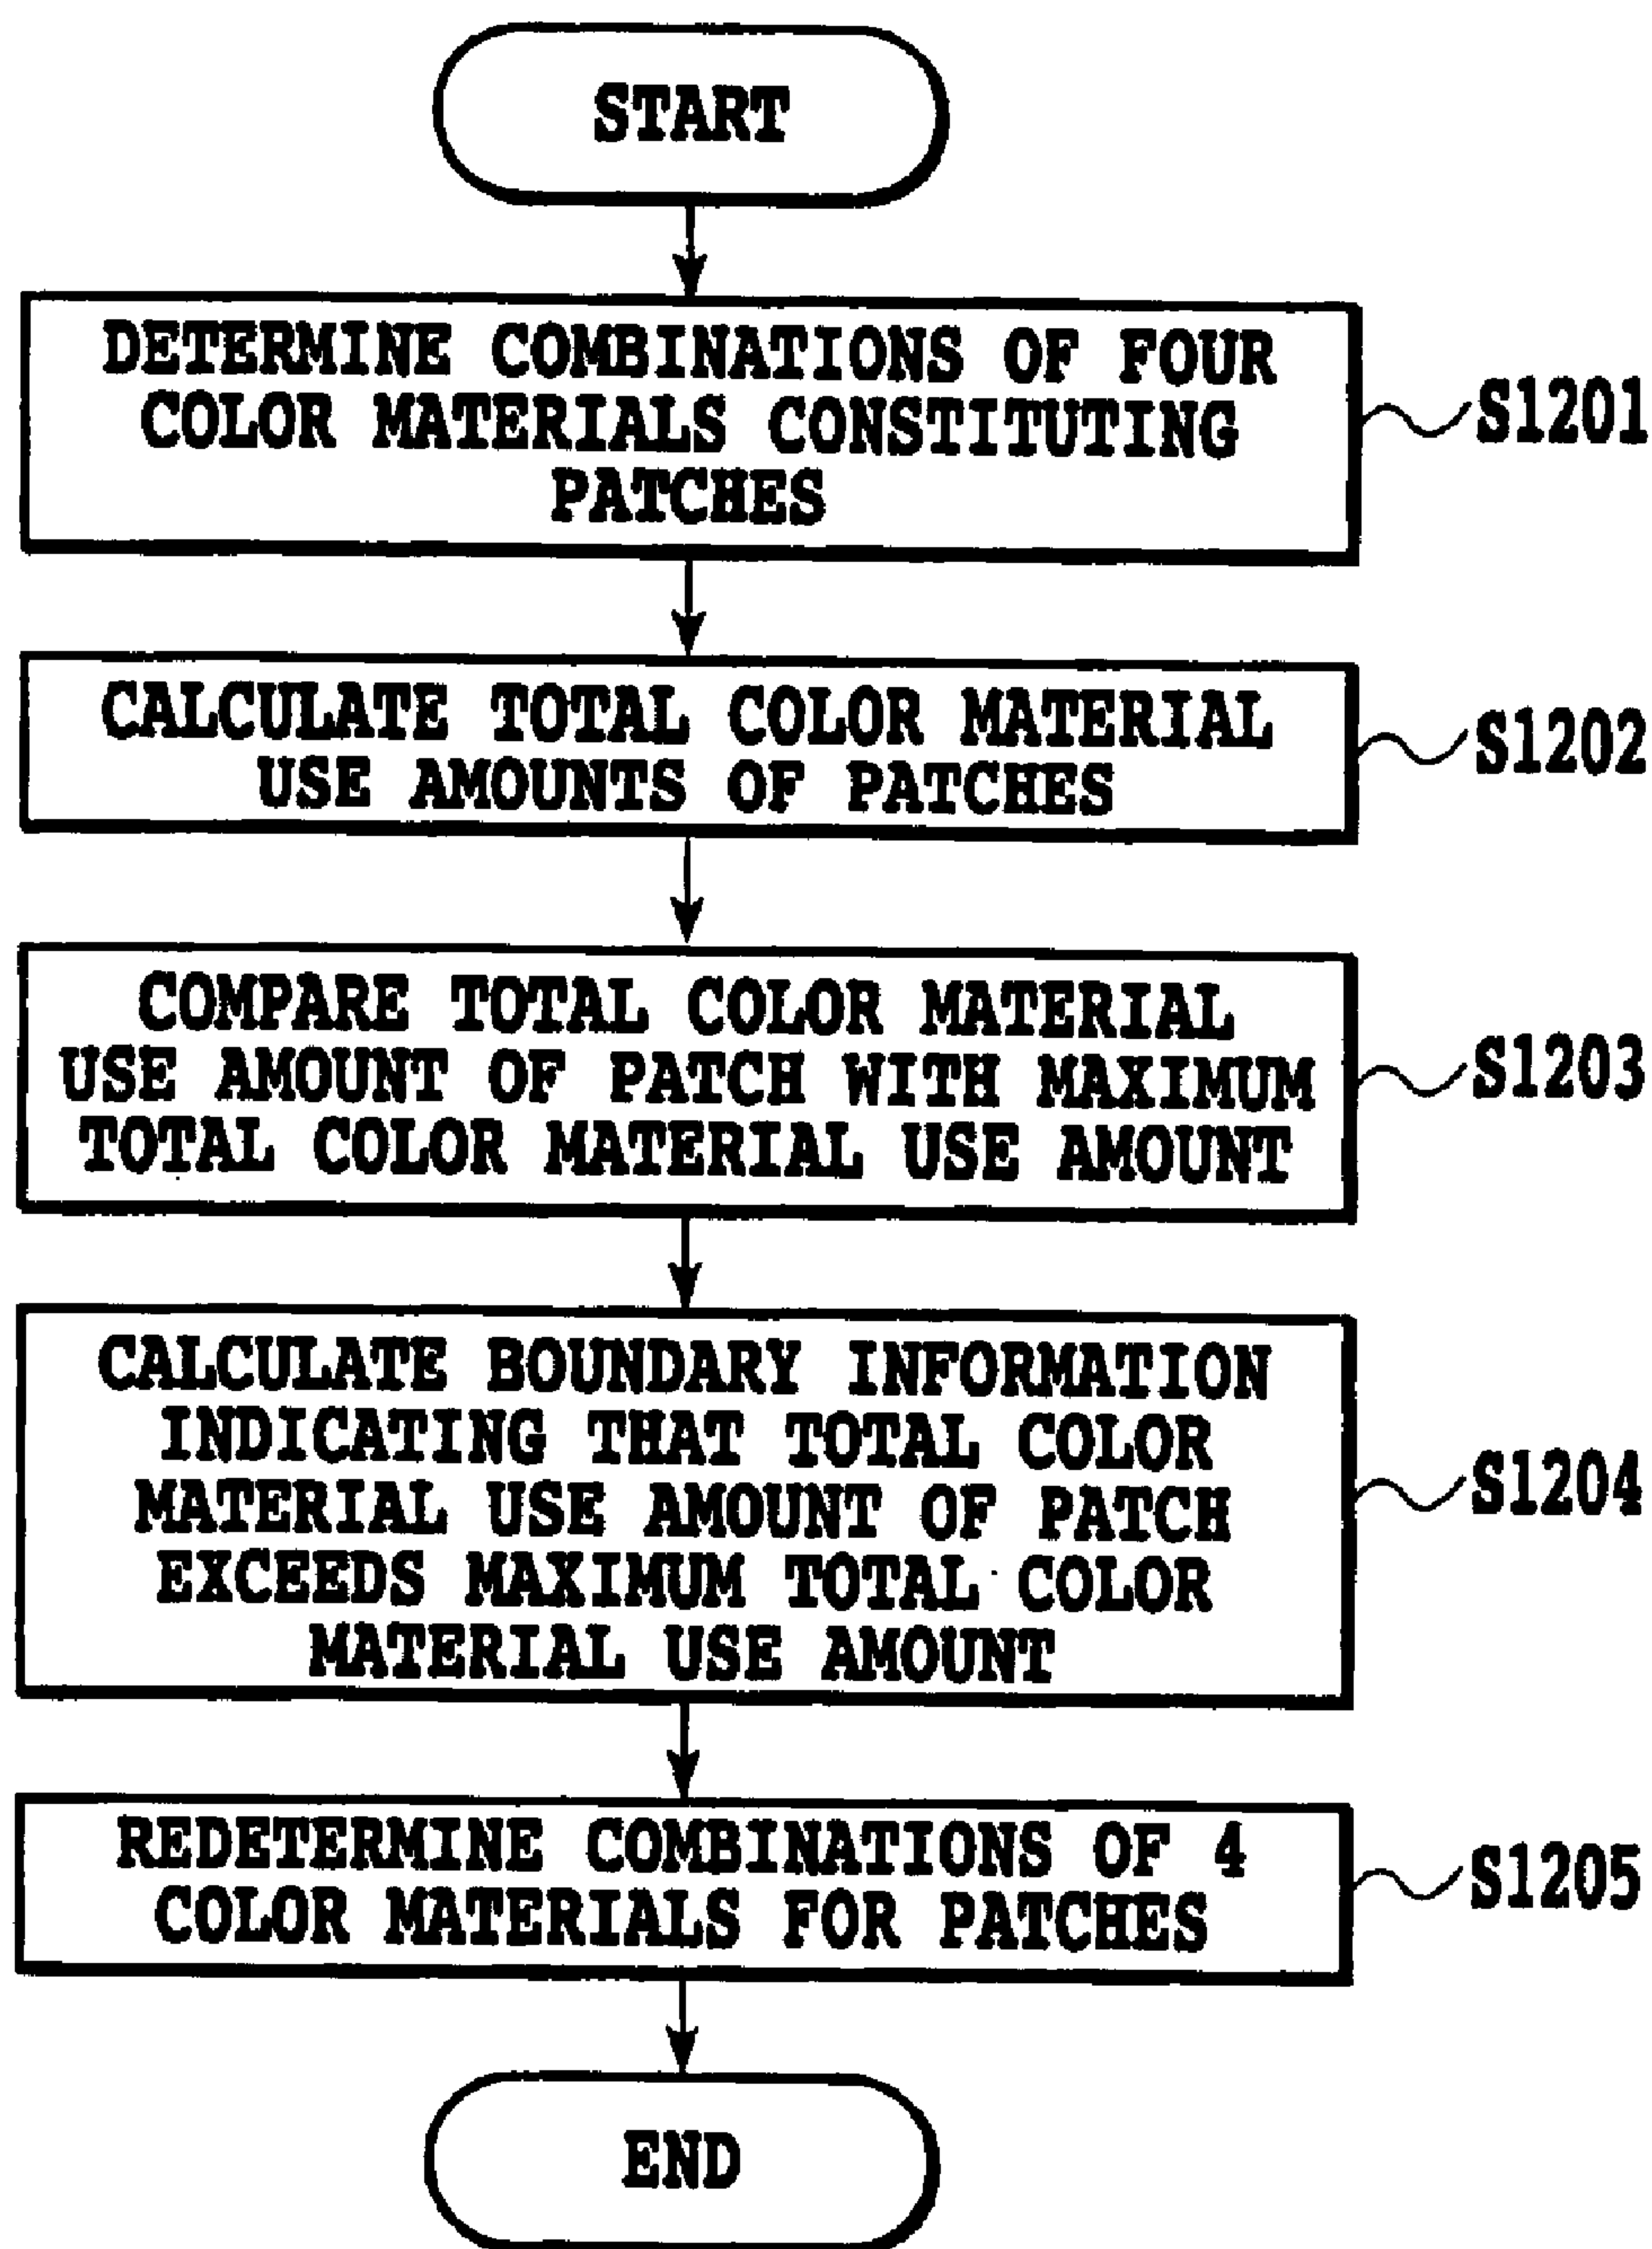 START
DETERMINE COMBINATIONS OF FOUR
COLOR MATERIALS CONSTITUTING
PATCHES
S1201
CALCULATE TOTAL COLOR MATERIAL
USE AMOUNTS OF PATCHES
S1202
COMPARE TOTAL COLOR MATERIAL
USE AMOUNT OF PATCH WITH MAXIMUM
TOTAL COLOR MATERIAL USE AMOUNT
S1203
CALCULATE BOUNDARY INFORMATION
INDICATING THAT TOTAL COLOR
MATERIAL USE AMOUNT OF PATCH
EXCEEDS MAXIMUM TOTAL COLOR
MATERIAL USE AMOUNT
S1204
REDETERMINE COMBINATIONS OF 4
COLOR MATERIALS FOR PATCHES
S1205
END